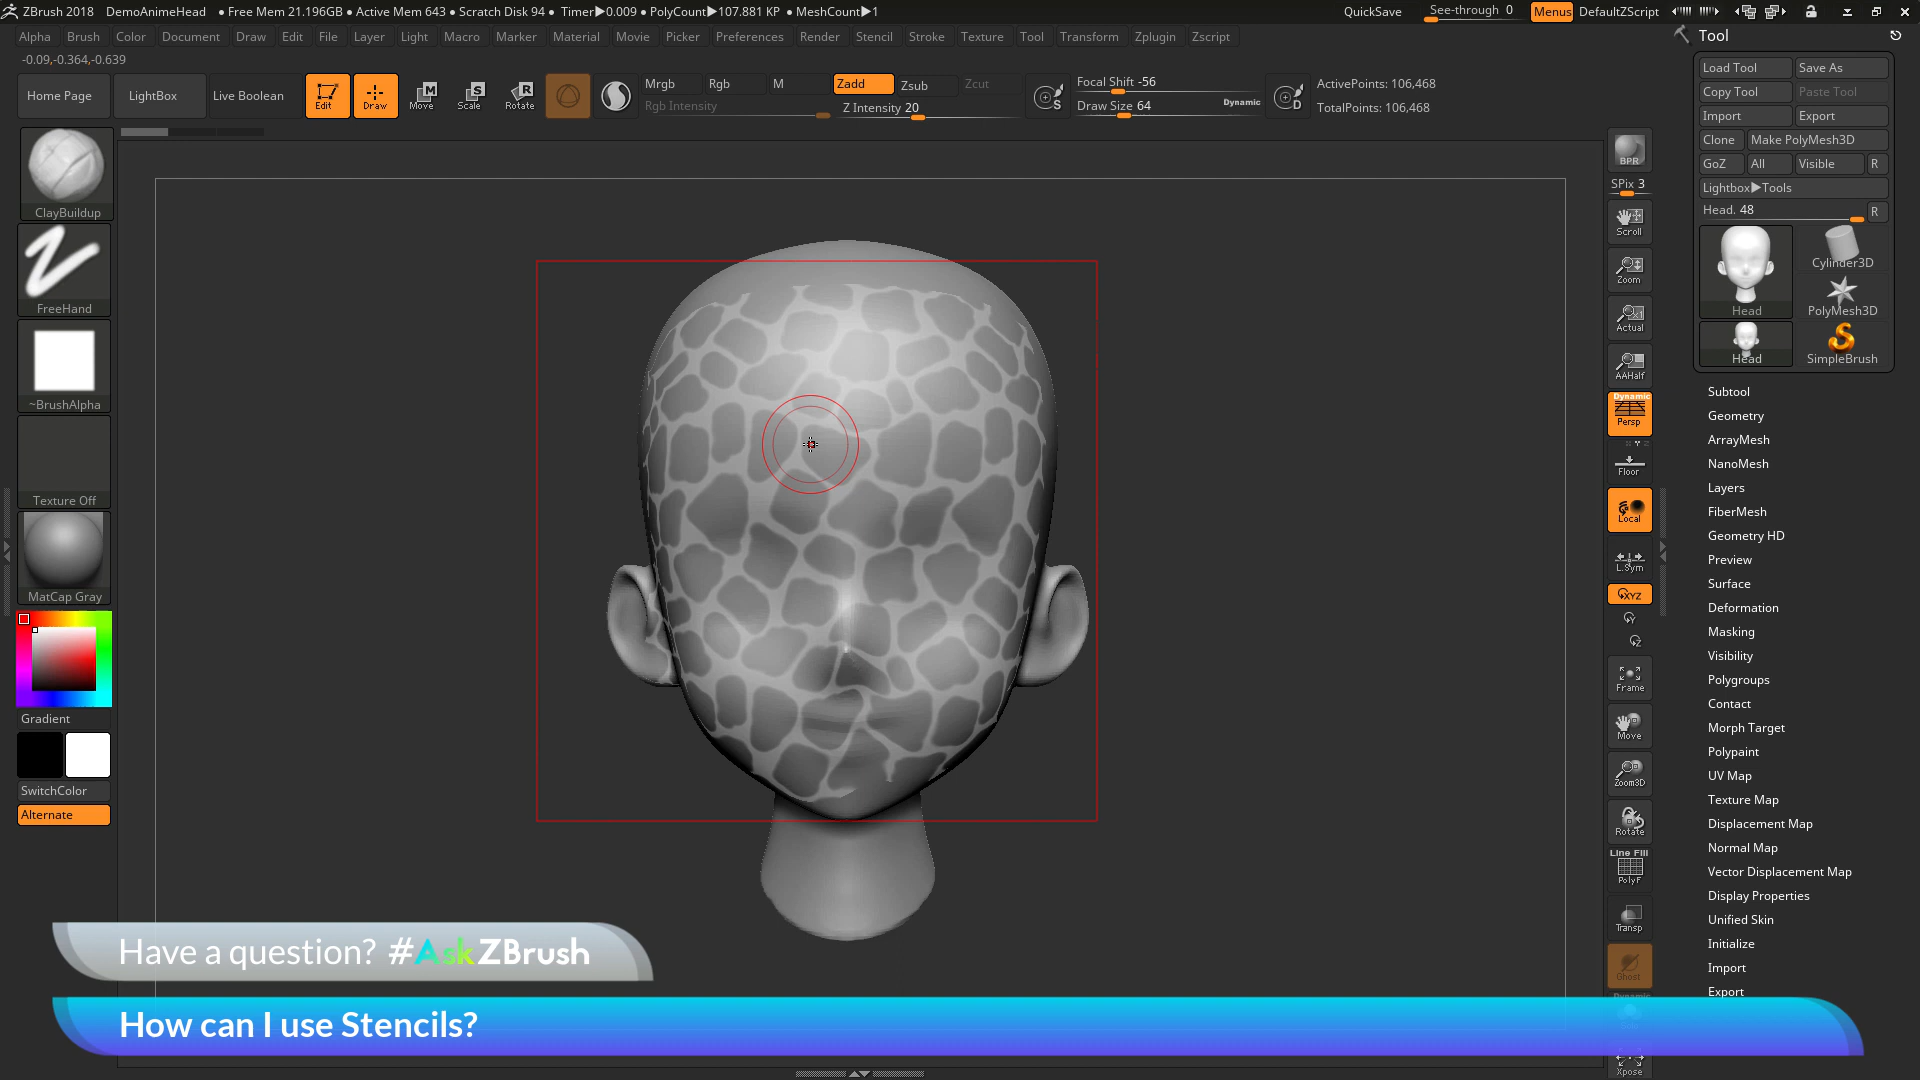 ZBrush 2018 DemoAnimeHead • Free Mem 21.196GB • Active Mem 643 • Scratch Disk 94 • Timer▶0.009 • PolyCount▶107.881 KP • MeshCount▶1 QuickSave See-through 0 Menus DefaultZScript
Alpha Brush Color Document Draw Edit File Layer Light Macro Marker Material Movie Picker Preferences Render Stencil Stroke Texture Tool Transform Zplugin Zscript
-0.09,-0.364,-0.639
Home Page LightBox Live Boolean Edit Draw Move Scale Rotate
Mrgb Rgb M Zadd Zsub Zcut
Rgb Intensity Z Intensity 20
S Focal Shift -56
Draw Size 64 Dynamic
D ActivePoints: 106,468
TotalPoints: 106,468
ClayBuildup
FreeHand
~BrushAlpha
Texture Off
MatCap Gray
Gradient
SwitchColor
Alternate
BPR
SPix 3
Scroll
Zoom
Actual
AAHalf
Dynamic
Persp
Floor
Local
L.Sym
XYZ
Y
Z
Frame
Move
Zoom3D
Rotate
Line Fill
PolyF
Transp
Ghost
Xpose
Tool
Load Tool Save As
Copy Tool Paste Tool
Import Export
Clone Make PolyMesh3D
GoZ All Visible R
Lightbox▶Tools
Head. 48 R
Head Cylinder3D
PolyMesh3D
Head SimpleBrush
Subtool
Geometry
ArrayMesh
NanoMesh
Layers
FiberMesh
Geometry HD
Preview
Surface
Deformation
Masking
Visibility
Polygroups
Contact
Morph Target
Polypaint
UV Map
Texture Map
Displacement Map
Normal Map
Vector Displacement Map
Display Properties
Unified Skin
Initialize
Import
Export
Have a question? #AskZBrush
How can I use Stencils?